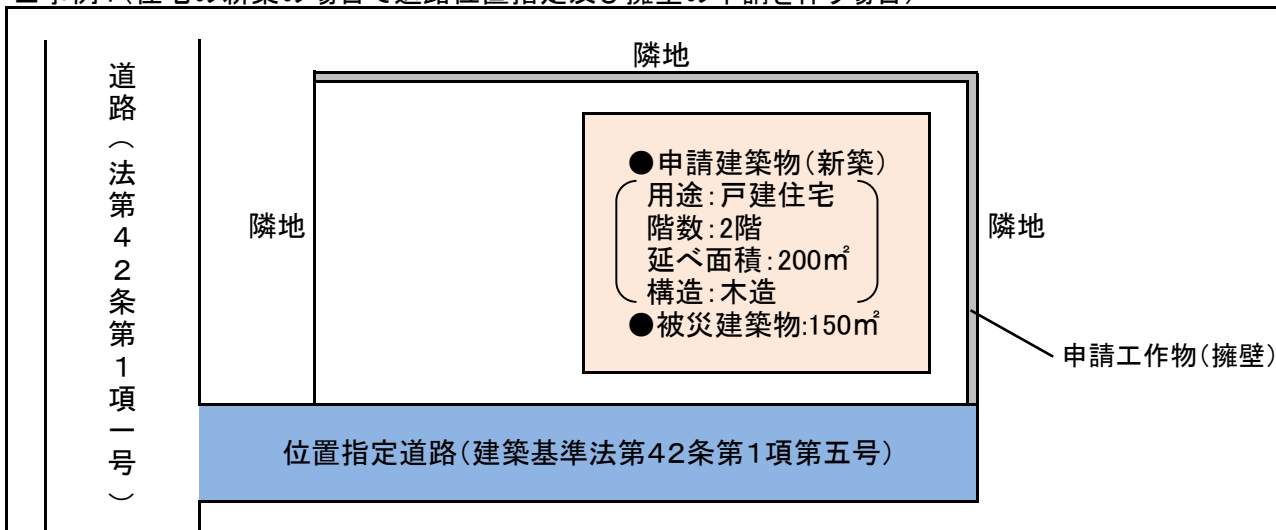 ■事例1(住宅の新築の場合で道路位置指定及び擁壁の申請を伴う場合)
隣地
道路(法第42条第1項一号)
●申請建築物(新築)
用途:戸建住宅
階数:2階
延べ面積:200㎡
構造:木造
●被災建築物:150㎡
隣地
隣地
申請工作物(擁壁)
位置指定道路(建築基準法第42条第1項第五号)